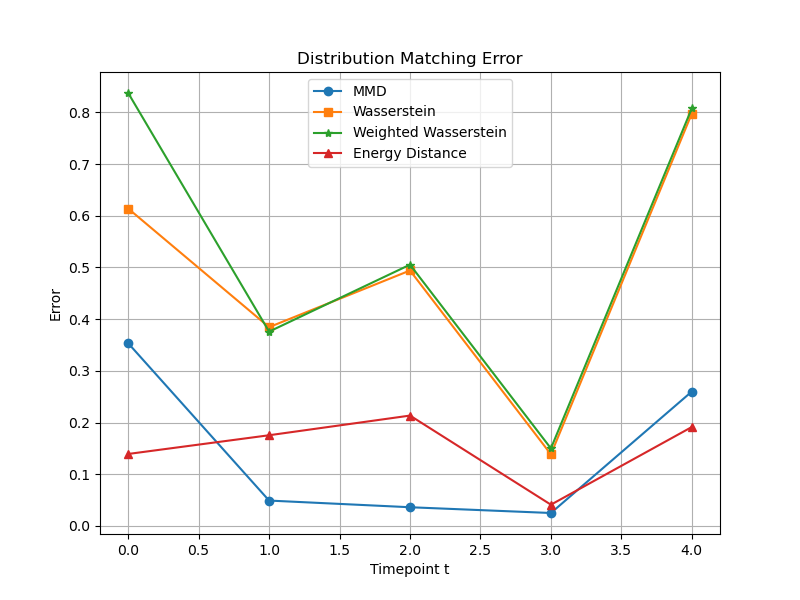 Distribution Matching Error
MMD
Wasserstein
Weighted Wasserstein
Energy Distance
Error
0.8
0.7
0.6
0.5
0.4
0.3
0.2
0.1
0.0
0.0 0.5 1.0 1.5 2.0 2.5 3.0 3.5 4.0
Timepoint t